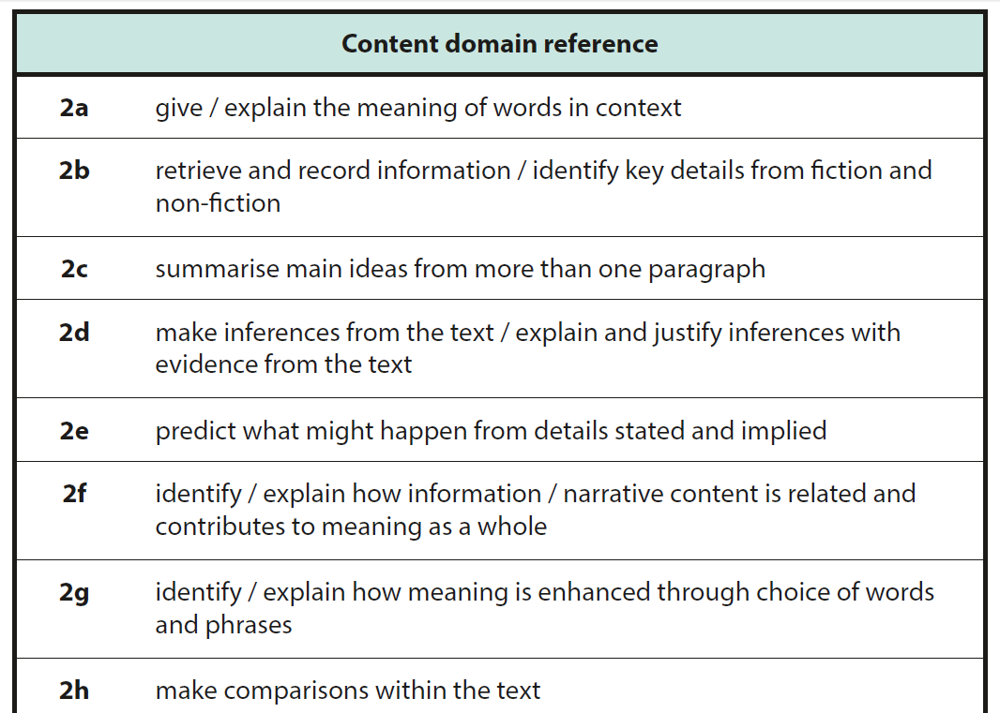 Content domain reference
2a give / explain the meaning of words in context
2b retrieve and record information / identify key details from fiction and
non-fiction
2c summarise main ideas from more than one paragraph
2d make inferences from the text / explain and justify inferences with
evidence from the text
2e predict what might happen from details stated and implied
2f identify / explain how information / narrative content is related and
contributes to meaning as a whole
2g identify / explain how meaning is enhanced through choice of words
and phrases
2h make comparisons within the text